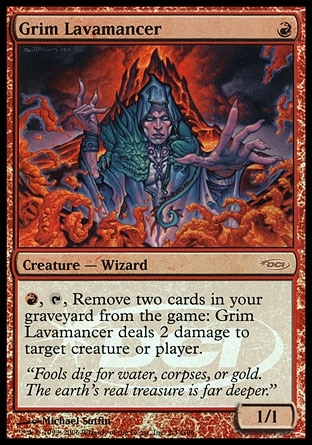 Grim Lavamancer
DCI
Creature — Wizard
, , Remove two cards in your
graveyard from the game: Grim
Lavamancer deals 2 damage to
target creature or player.
“Fools dig for water, corpses, or gold.
The earth’s real treasure is far deeper.”
Michael Sutfin
1/1